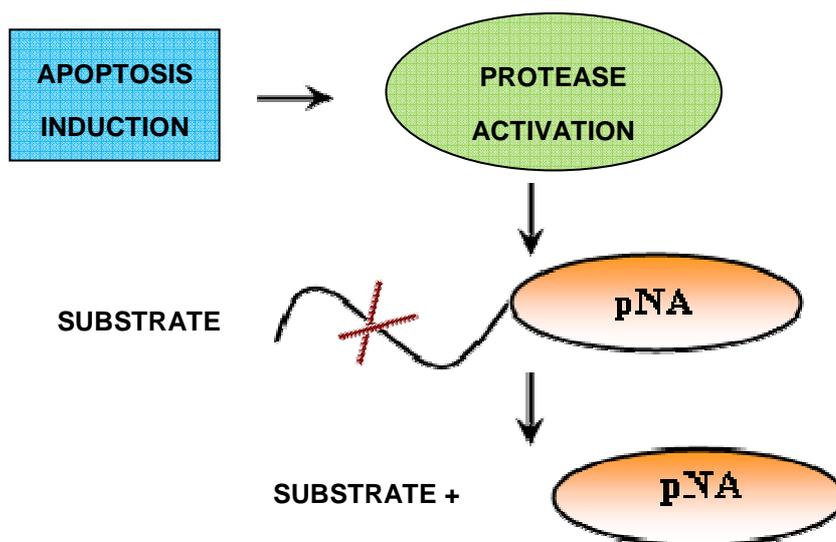 APOPTOSIS
INDUCTION
PROTEASE
ACTIVATION
SUBSTRATE
pNA
SUBSTRATE +
pNA